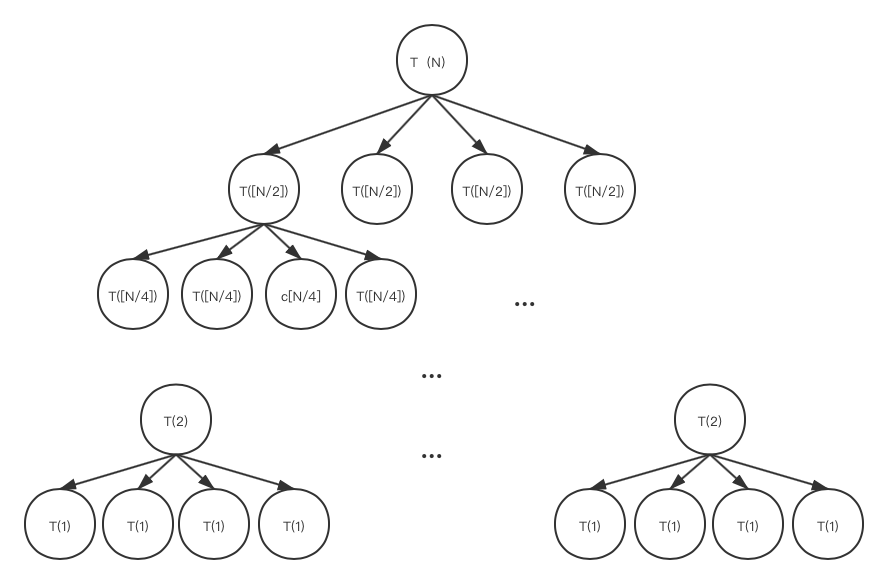 T (N)
T([N/2]) T([N/2]) T([N/2]) T([N/2])
T([N/4]) T([N/4]) c[N/4] T([N/4])
...
...
T(2) T(2)
...
T(1) T(1) T(1) T(1) T(1) T(1) T(1) T(1)